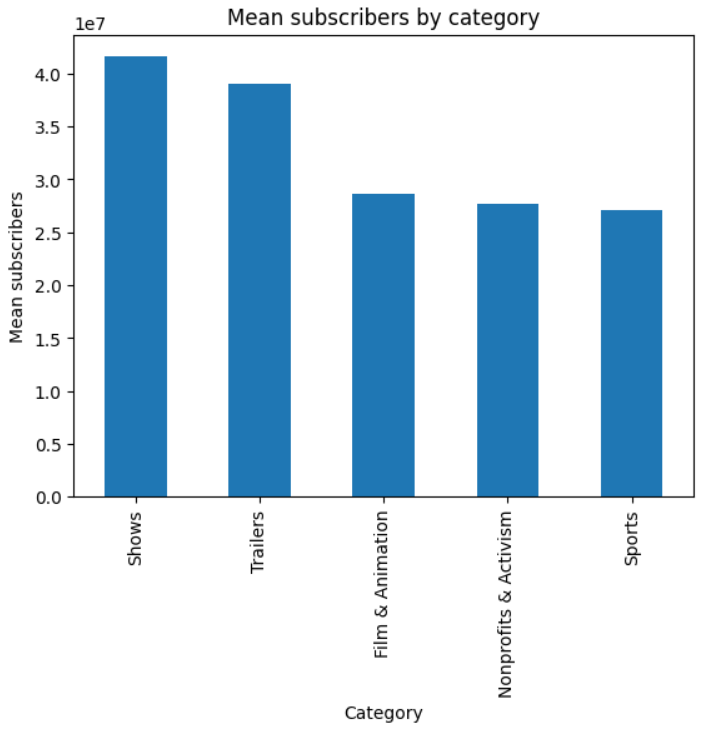 Mean subscribers by category
1e7
4.0
3.5
3.0
2.5
2.0
1.5
1.0
0.5
0.0
Mean subscribers
Shows
Trailers
Film & Animation
Nonprofits & Activism
Sports
Category